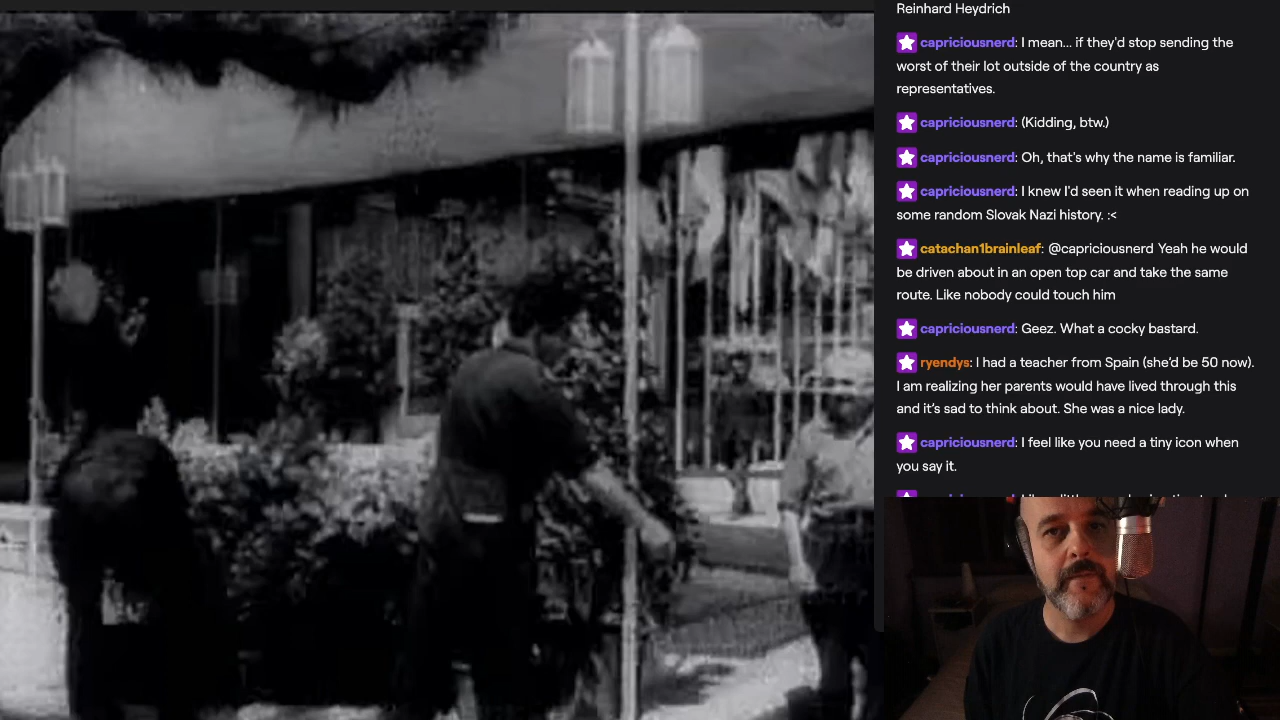 Reinhard Heydrich
capriciousnerd: I mean... if they'd stop sending the
worst of their lot outside of the country as
representatives.
capriciousnerd: (Kidding, btw.)
capriciousnerd: Oh, that's why the name is familiar.
capriciousnerd: I knew I'd seen it when reading up on
some random Slovak Nazi history. :<
catachan1brainleaf: @capriciousnerd Yeah he would
be driven about in an open top car and take the same
route. Like nobody could touch him
capriciousnerd: Geez. What a cocky bastard.
ryendys: I had a teacher from Spain (she'd be 50 now).
I am realizing her parents would have lived through this
and it's sad to think about. She was a nice lady.
capriciousnerd: I feel like you need a tiny icon when
you say it.